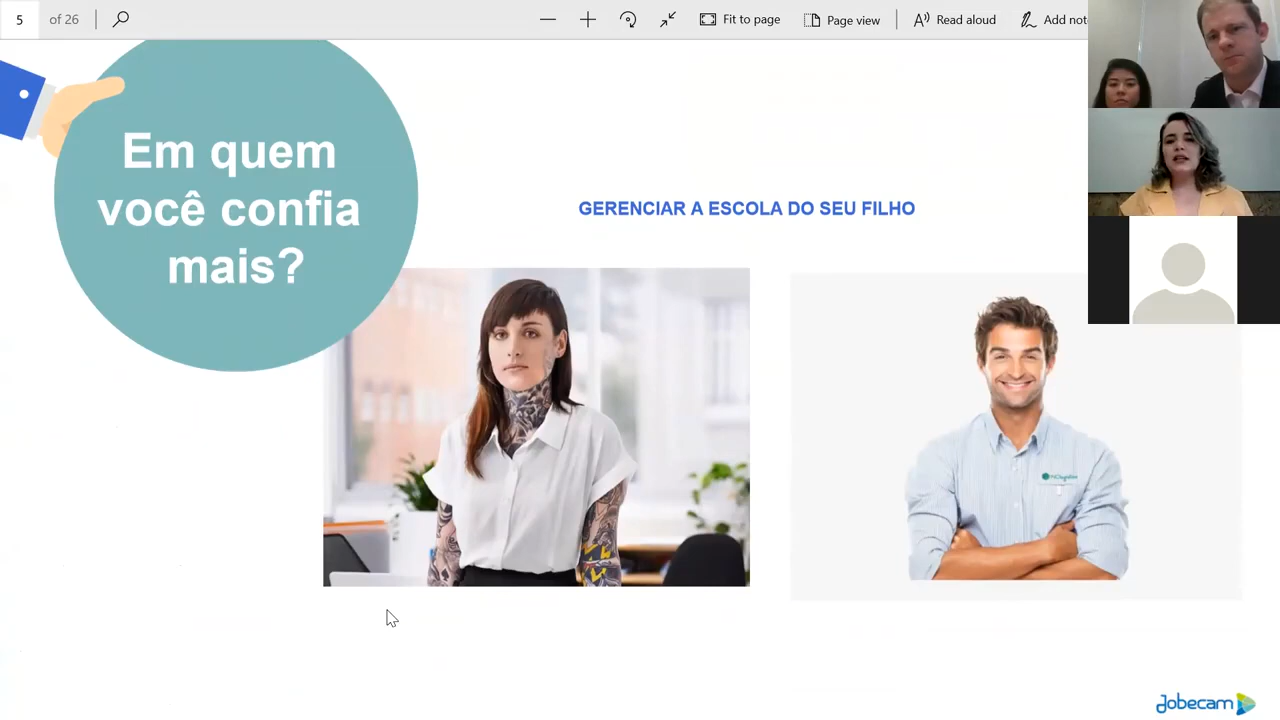 5 of 26
Fit to page
Page view
Read aloud
Add not
Em quem
você confia
mais?
GERENCIAR A ESCOLA DO SEU FILHO
Jobecam